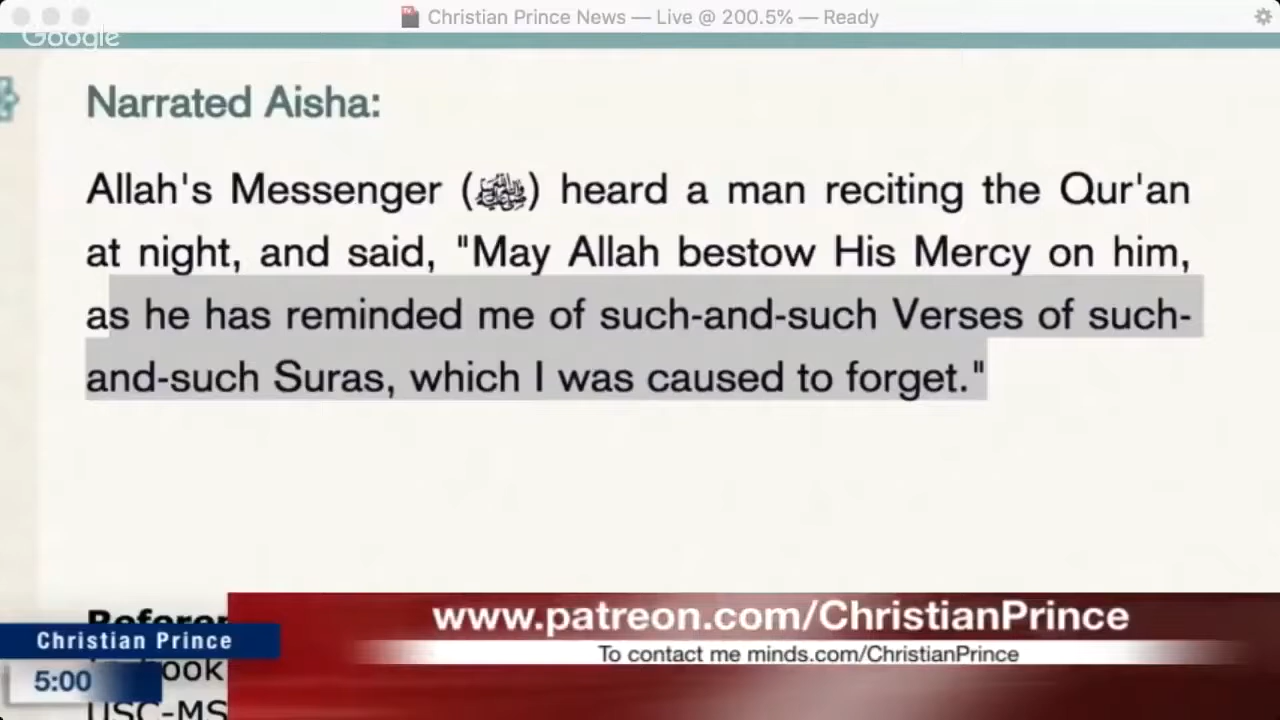 Christian Prince News — Live @ 200.5% — Ready
Google
Narrated Aisha:
Allah's Messenger (ﷺ) heard a man reciting the Qur'an
at night, and said, "May Allah bestow His Mercy on him,
as he has reminded me of such-and-such Verses of such-
and-such Suras, which I was caused to forget."
www.patreon.com/ChristianPrince
To contact me minds.com/ChristianPrince
Christian Prince
5:00
USC-MS